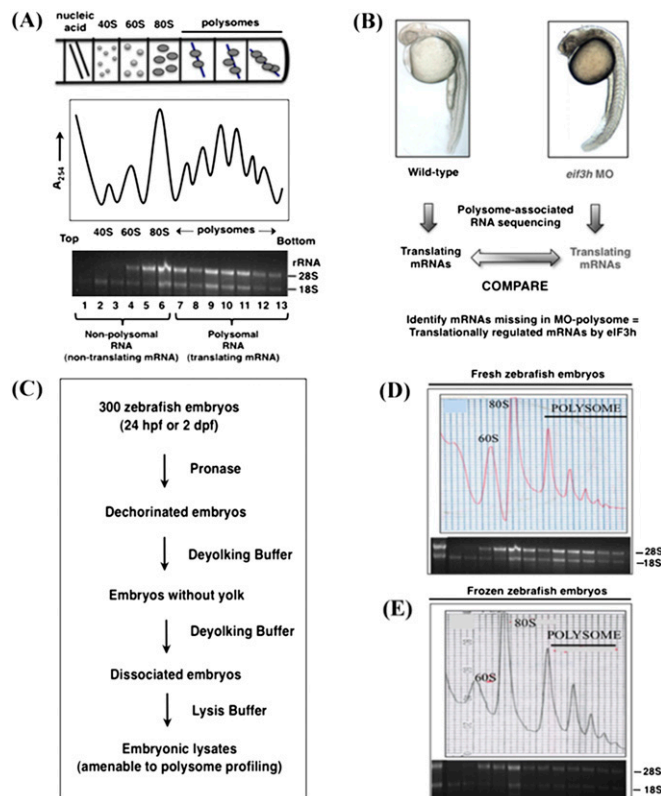 (A)
nucleic
acid
40S 60S 80S polysomes
A254
40S 60S 80S polysomes
Top
Bottom
rRNA
28S
18S
1 2 3 4 5 6 7 8 9 10 11 12 13
Non-polysomal
RNA
(non-translating mRNA)
Polysomal
RNA
(translating mRNA)
(B)
Wild-type
eif3h MO
Polysome-associated
RNA sequencing
Translating
mRNAs
Translating
mRNAs
COMPARE
Identify mRNAs missing in MO-polysome =
Translationally regulated mRNAs by eIF3h
(C)
300 zebrafish embryos
(24 hpf or 2 dpf)
Pronase
Dechorinated embryos
Deyolking Buffer
Embryos without yolk
Deyolking Buffer
Dissociated embryos
Lysis Buffer
Embryonic lysates
(amenable to polysome profiling)
(D)
Fresh zebrafish embryos
80S
POLYSOME
60S
28S
18S
(E)
Frozen zebrafish embryos
80S
POLYSOME
60S
28S
18S